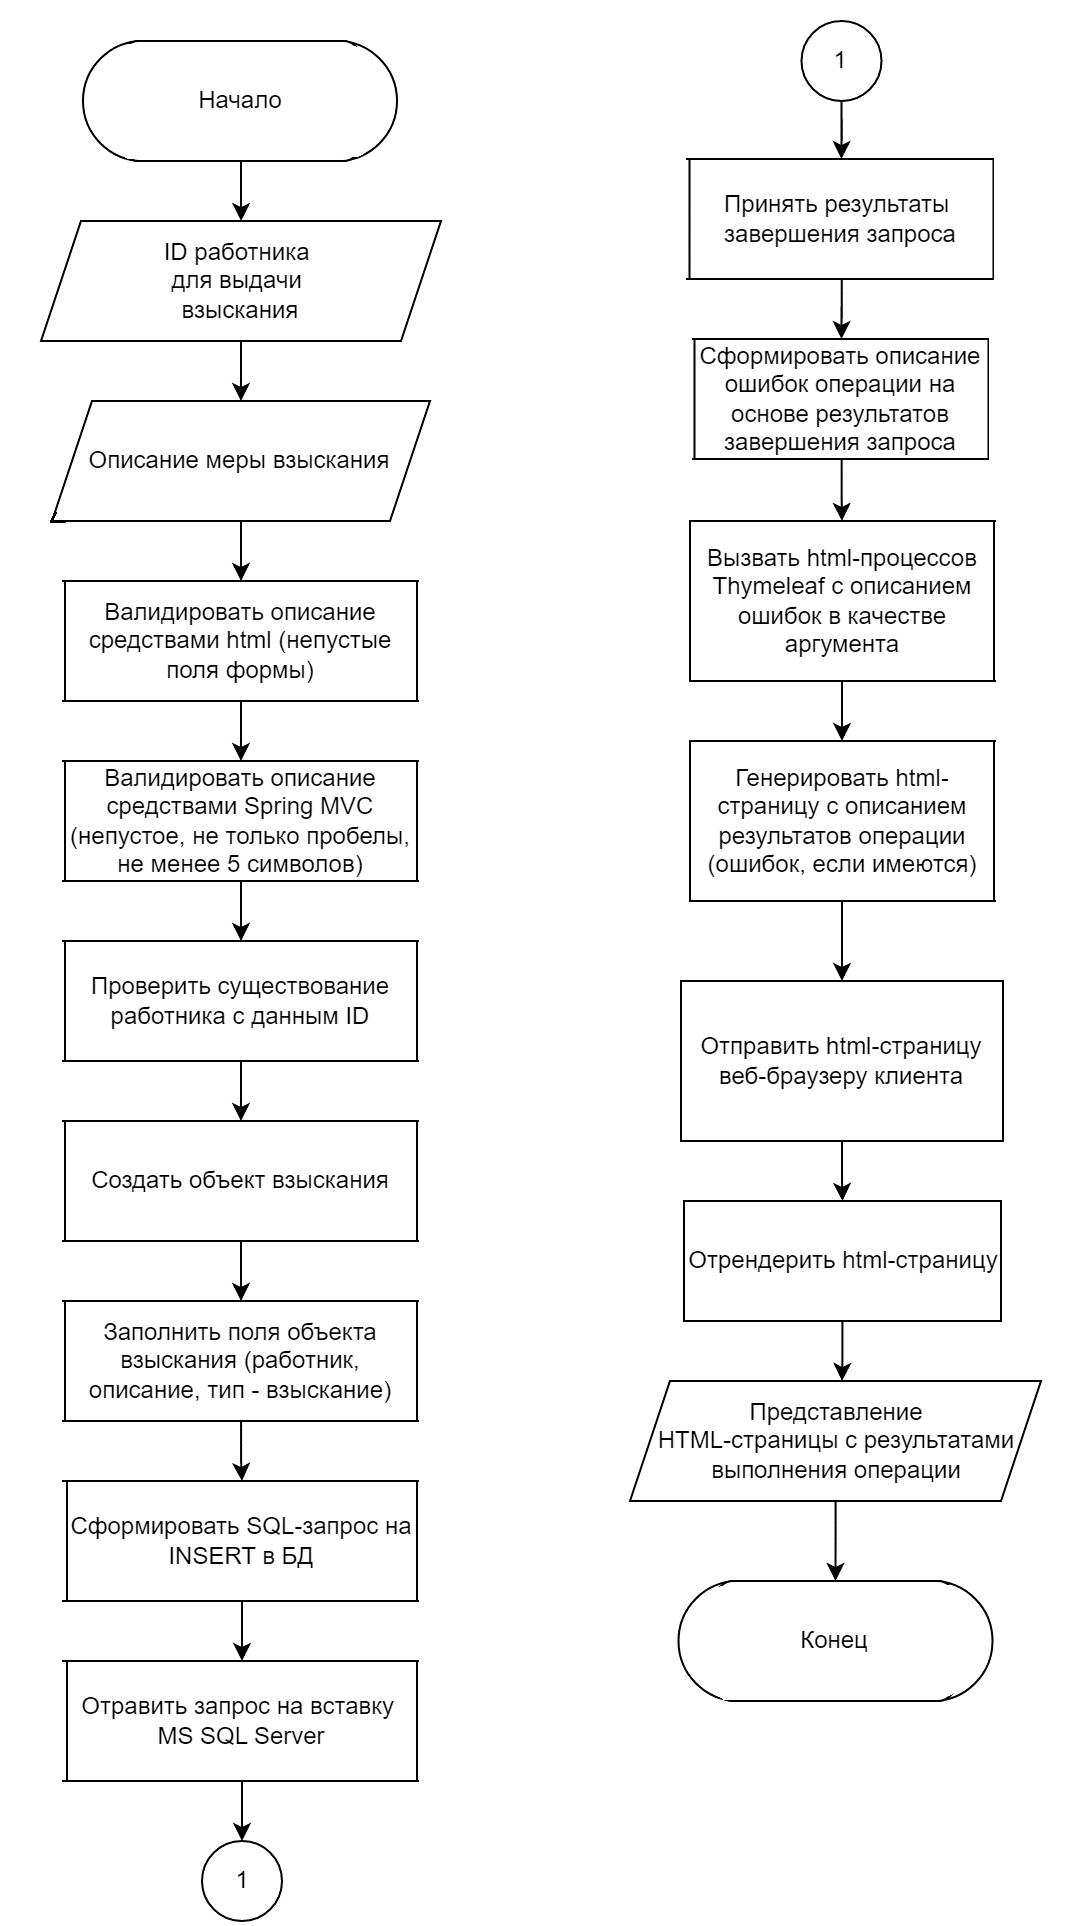 Начало
ID работника
для выдачи
взыскания
Описание меры взыскания
Валидировать описание
средствами html (непустые
поля формы)
Валидировать описание
средствами Spring MVC
(непустое, не только пробелы,
не менее 5 символов)
Проверить существование
работника с данным ID
Создать объект взыскания
Заполнить поля объекта
взыскания (работник,
описание, тип - взыскание)
Сформировать SQL-запрос на
INSERT в БД
Отравить запрос на вставку
MS SQL Server
1
1
Принять результаты
завершения запроса
Сформировать описание
ошибок операции на
основе результатов
завершения запроса
Вызвать html-процессов
Thymeleaf с описанием
ошибок в качестве
аргумента
Генерировать html-
страницу с описанием
результатов операции
(ошибок, если имеются)
Отправить html-страницу
веб-браузеру клиента
Отрендерить html-страницу
Представление
HTML-страницы с результатами
выполнения операции
Конец